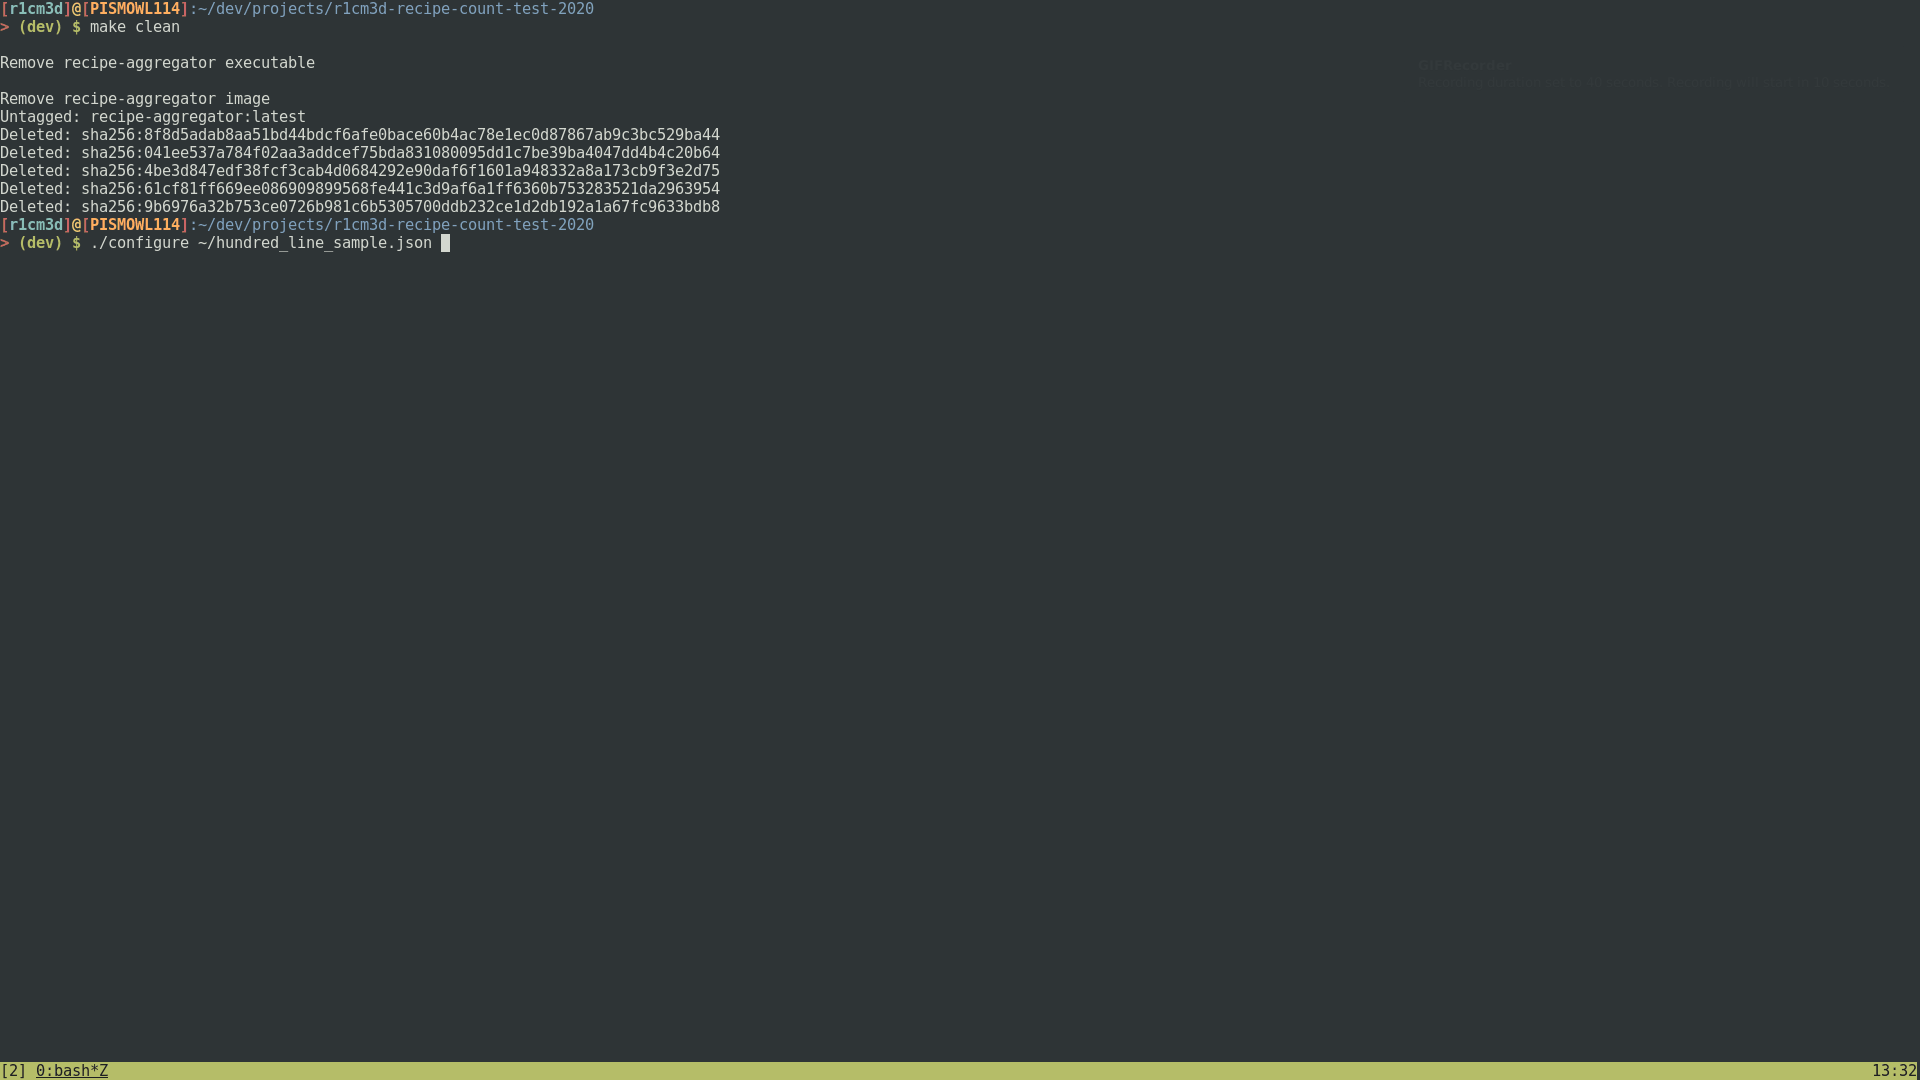 [r1cm3d]@[PISMOWL114]:~/dev/projects/r1cm3d-recipe-count-test-2020
> (dev) $ make clean
Remove recipe-aggregator executable
GIFRecorder
Remove recipe-aggregator image
Untagged: recipe-aggregator:latest
Deleted: sha256:8f8d5adab8aa51bd44bdcf6afe0bace60b4ac78e1ec0d87867ab9c3bc529ba44
Deleted: sha256:041ee537a784f02aa3addcef75bda831080095dd1c7be39ba4047dd4b4c20b64
Deleted: sha256:4be3d847edf38fcf3cab4d0684292e90daf6f1601a948332a8a173cb9f3e2d75
Deleted: sha256:61cf81ff669ee086909899568fe441c3d9af6a1ff6360b753283521da2963954
Deleted: sha256:9b6976a32b753ce0726b981c6b5305700ddb232ce1d2db192a1a67fc9633bdb8
[r1cm3d]@[PISMOWL114]:~/dev/projects/r1cm3d-recipe-count-test-2020
> (dev) $ ./configure ~/hundred_line_sample.json
[2] 0:bash*Z 13:32